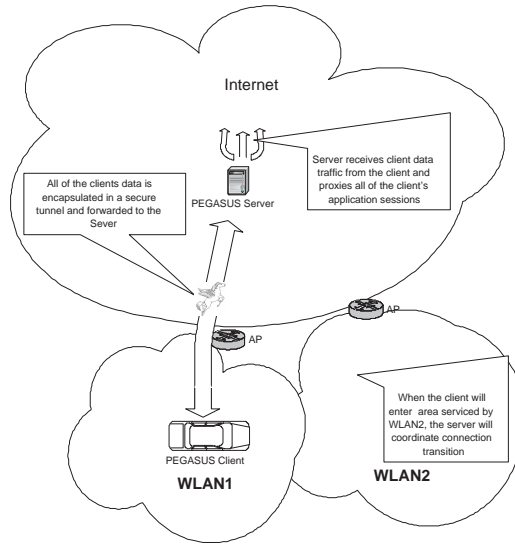 Internet
Server receives client data
traffic from the client and
proxies all of the client's
application sessions
All of the clients data is
encapsulated in a secure
tunnel and forwarded to the
Sever
PEGASUS Server
AP
AP
When the client will
enter area serviced by
WLAN2, the server will
coordinate connection
transition
PEGASUS Client
WLAN1
WLAN2